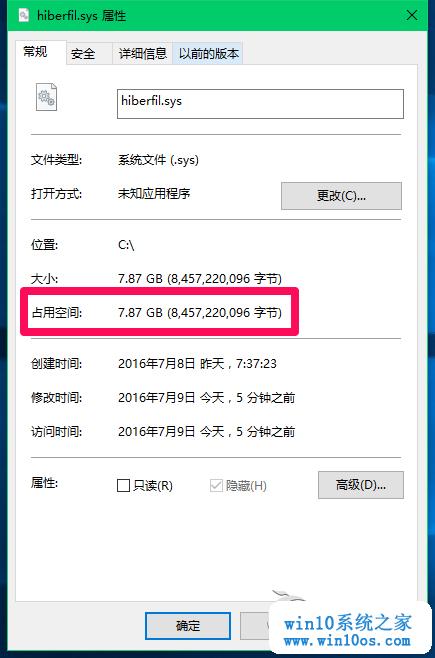 hiberfil.sys 属性
常规 安全 详细信息 以前的版本
hiberfil.sys
文件类型: 系统文件 (.sys)
打开方式: 未知应用程序 更改(C)...
位置: C:\
大小: 7.87 GB (8,457,220,096 字节)
占用空间: 7.87 GB (8,457,220,096 字节)
创建时间: 2016年7月8日 昨天，7:37:23
修改时间: 2016年7月9日 今天，5 分钟之前
访问时间: 2016年7月9日 今天，5 分钟之前
属性: 只读(R) 隐藏(H) 高级(D)...
确定
win10系统之家
www.win10os.com